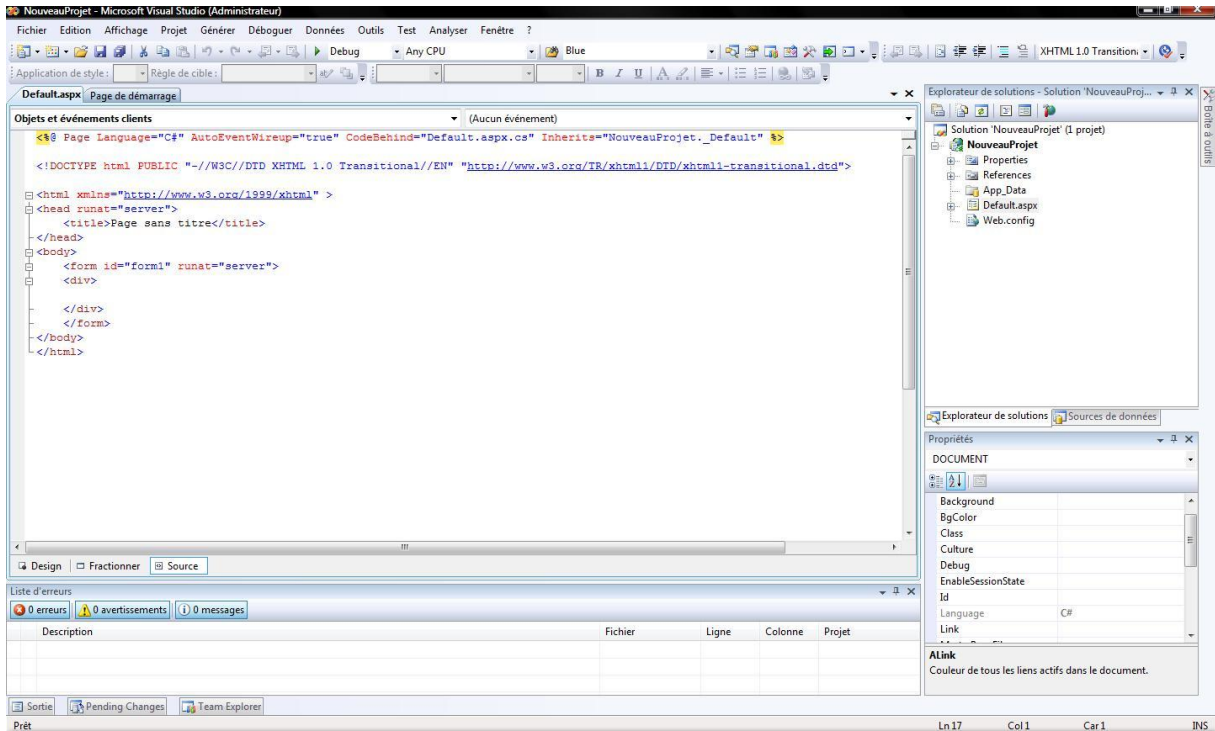 NouveauProjet - Microsoft Visual Studio (Administrateur)
Fichier Edition Affichage Projet Générer Déboguer Données Outils Test Analyser Fenêtre ?
Debug Any CPU Blue XHTML 1.0 Transition
Application de style : Règle de cible : B I U A
Default.aspx Page de démarrage
Objets et événements clients (Aucun événement)
<%@ Page Language="C#" AutoEventWireup="true" CodeBehind="Default.aspx.cs" Inherits="NouveauProjet._Default" %>
<!DOCTYPE html PUBLIC "-//W3C//DTD XHTML 1.0 Transitional//EN" "http://www.w3.org/TR/xhtml1/DTD/xhtml1-transitional.dtd">
<html xmlns="http://www.w3.org/1999/xhtml" >
<head runat="server">
<title>Page sans titre</title>
</head>
<body>
<form id="form1" runat="server">
<div>
</div>
</form>
</body>
</html>
Design Fractionner Source
Liste d'erreurs
0 erreurs 0 avertissements 0 messages
Description Fichier Ligne Colonne Projet
Sortie Pending Changes Team Explorer
Explorateur de solutions - Solution 'NouveauProj...
Solution 'NouveauProjet' (1 projet)
NouveauProjet
Properties
References
App_Data
Default.aspx
Web.config
Boîte à outils
Explorateur de solutions Sources de données
Propriétés
DOCUMENT
Background
BgColor
Class
Culture
Debug
EnableSessionState
Id
Language C#
Link
ALink
Couleur de tous les liens actifs dans le document.
Prêt Ln 17 Col 1 Car 1 INS